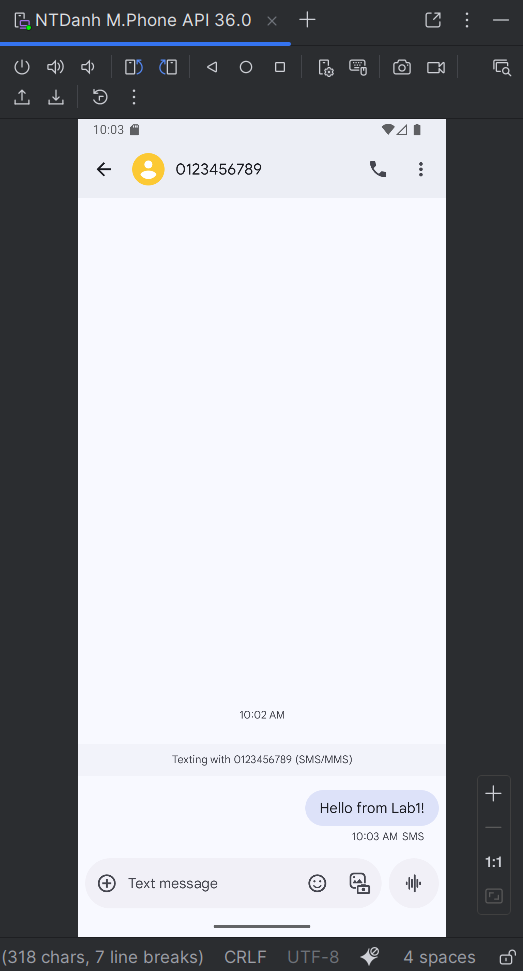 NTDanh M.Phone API 36.0
10:03
0123456789
10:02 AM
Texting with 0123456789 (SMS/MMS)
Hello from Lab1!
10:03 AM SMS
Text message
1:1
(318 chars, 7 line breaks) CRLF UTF-8 4 spaces